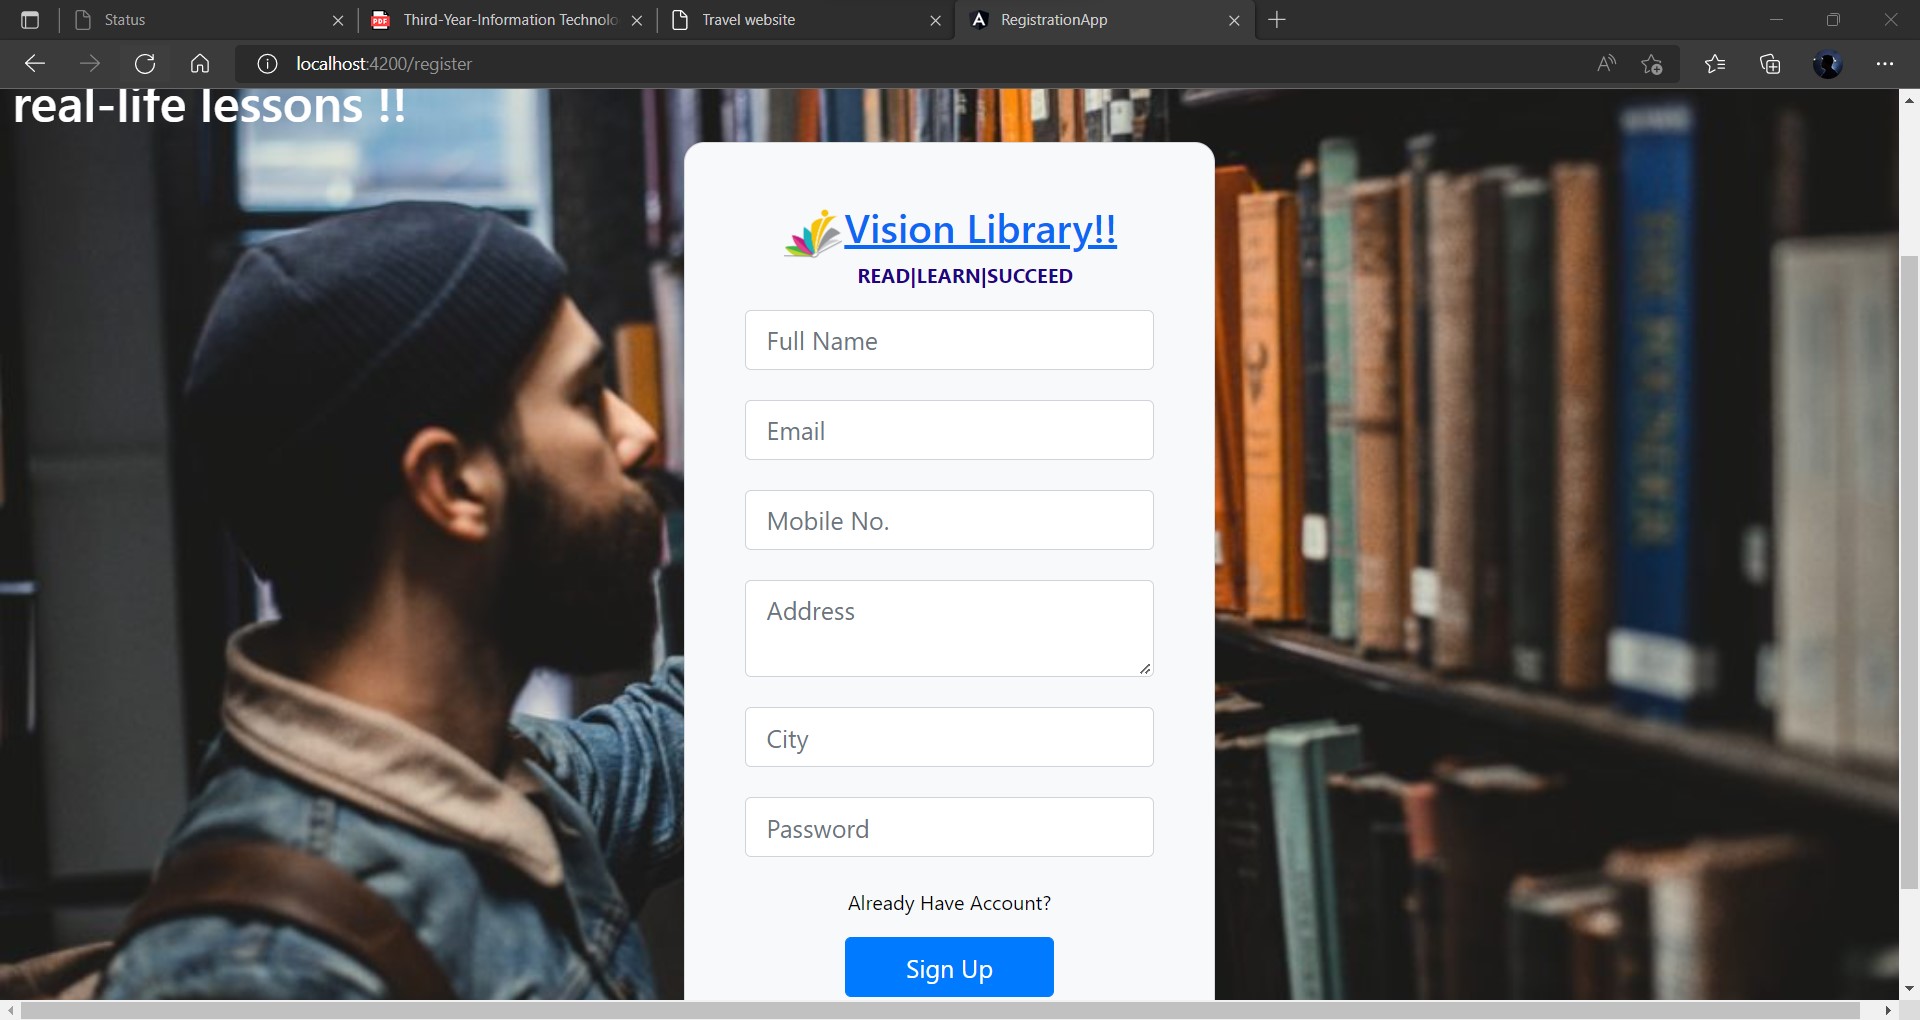 Status
Third-Year-Information Technolo
Travel website
RegistrationApp
localhost:4200/register
real-life lessons !!
Vision Library!!
READ|LEARN|SUCCEED
Full Name
Email
Mobile No.
Address
City
Password
Already Have Account?
Sign Up